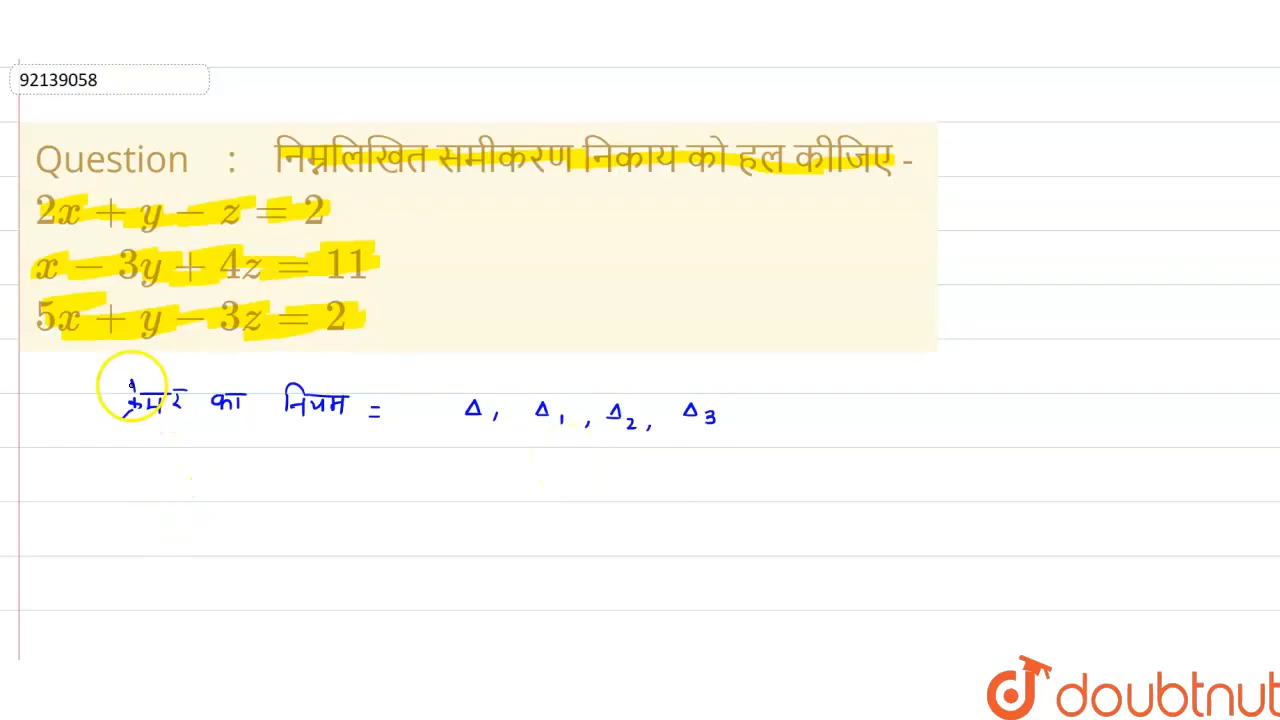 92139058
Question : निम्नलिखित समीकरण निकाय को हल कीजिए -
2x + y − z = 2
x − 3y + 4z = 11
5x + y − 3z = 2
क्रेमर का नियम = Δ, Δ1, Δ2, Δ3
doubtnut